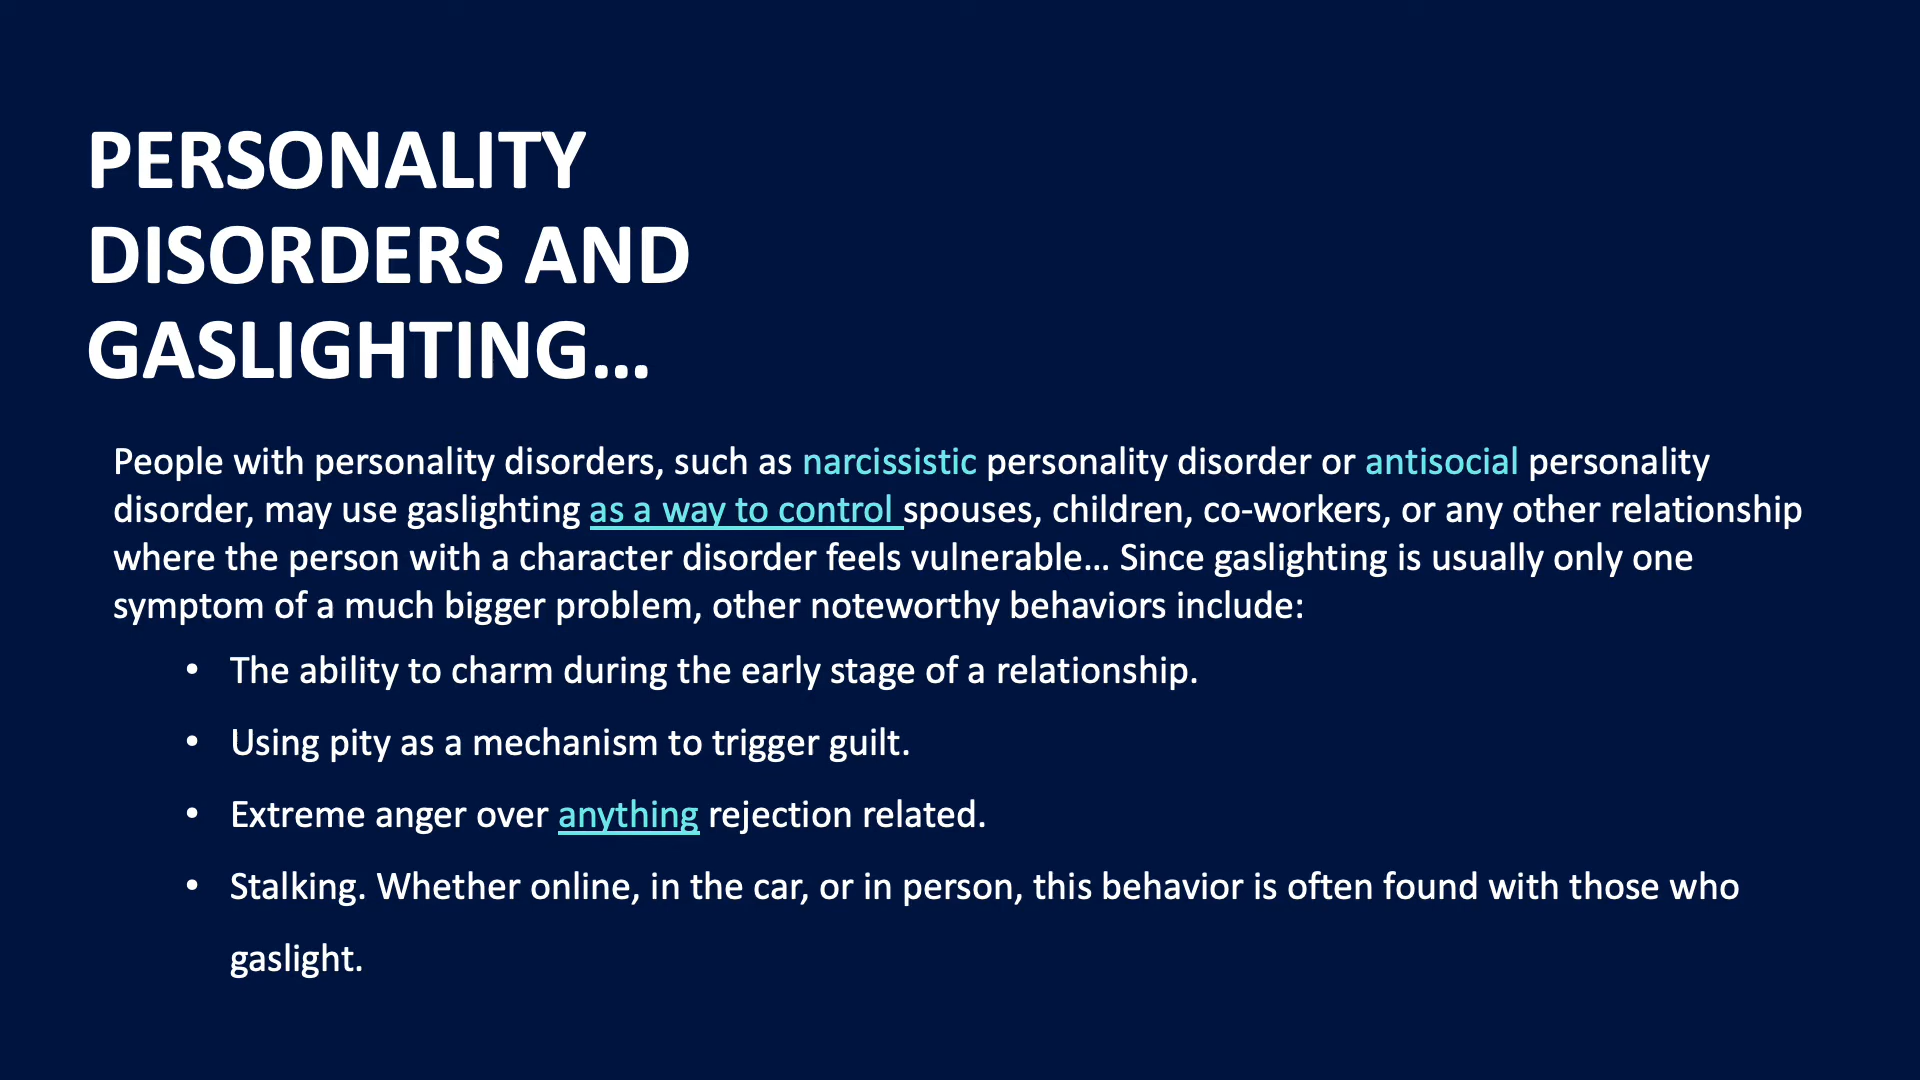 PERSONALITY
DISORDERS AND
GASLIGHTING…
People with personality disorders, such as narcissistic personality disorder or antisocial personality
disorder, may use gaslighting as a way to control spouses, children, co-workers, or any other relationship
where the person with a character disorder feels vulnerable… Since gaslighting is usually only one
symptom of a much bigger problem, other noteworthy behaviors include:
• The ability to charm during the early stage of a relationship.
• Using pity as a mechanism to trigger guilt.
• Extreme anger over anything rejection related.
• Stalking. Whether online, in the car, or in person, this behavior is often found with those who
gaslight.